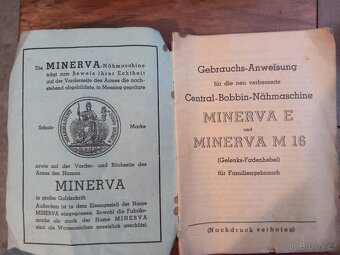 Die MINERVA-Nähmaschine
trägt zum Beweis ihrer Echtheit
auf der Vorderseite des Armes die nach-
stehend abgebildete, in Messing geprägte
Schutz-
Marke
sowie auf der Vorder- und Rückseite des
Armes den Namen
MINERVA
in großer Goldschrift.
Außerdem ist in dem Eisengestell der Name
MINERVA eingegossen. Sowohl die Fabriks-
marke als auch der Name MINERVA
sind als Warenzeichen gesetzlich geschützt.
Gebrauchs-Anweisung
für die neu verbesserte
Central-Bobbin-Nähmaschine
MINERVA E
und
MINERVA M 16
(Gelenks-Fadenhebel)
für Familiengebrauch
(Nachdruck verboten)